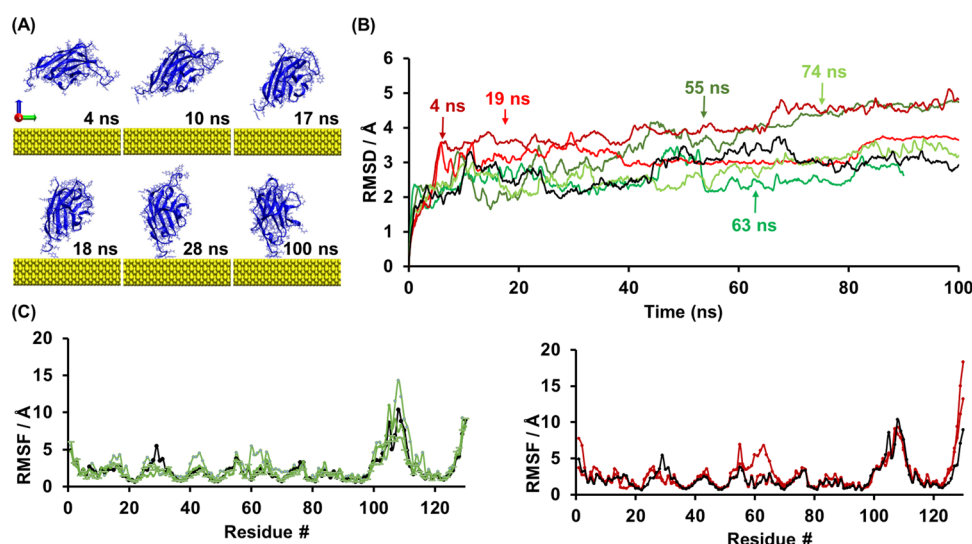 (A)
4 ns
10 ns
17 ns
18 ns
28 ns
100 ns
(B)
RMSD / Å
6
5
4
3
2
1
0
4 ns
19 ns
55 ns
74 ns
63 ns
0
20
40
60
80
100
Time (ns)
(C)
RMSF / Å
20
15
10
5
0
0
20
40
60
80
100
120
Residue #
RMSF / Å
20
15
10
5
0
0
20
40
60
80
100
120
Residue #